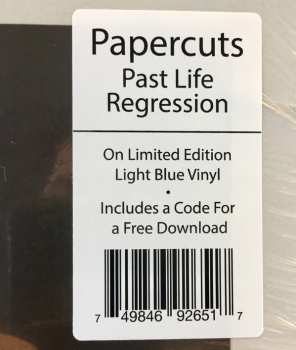 Papercuts
Past Life
Regression
On Limited Edition
Light Blue Vinyl
•
Includes a Code For
a Free Download
7 49846 92651 7